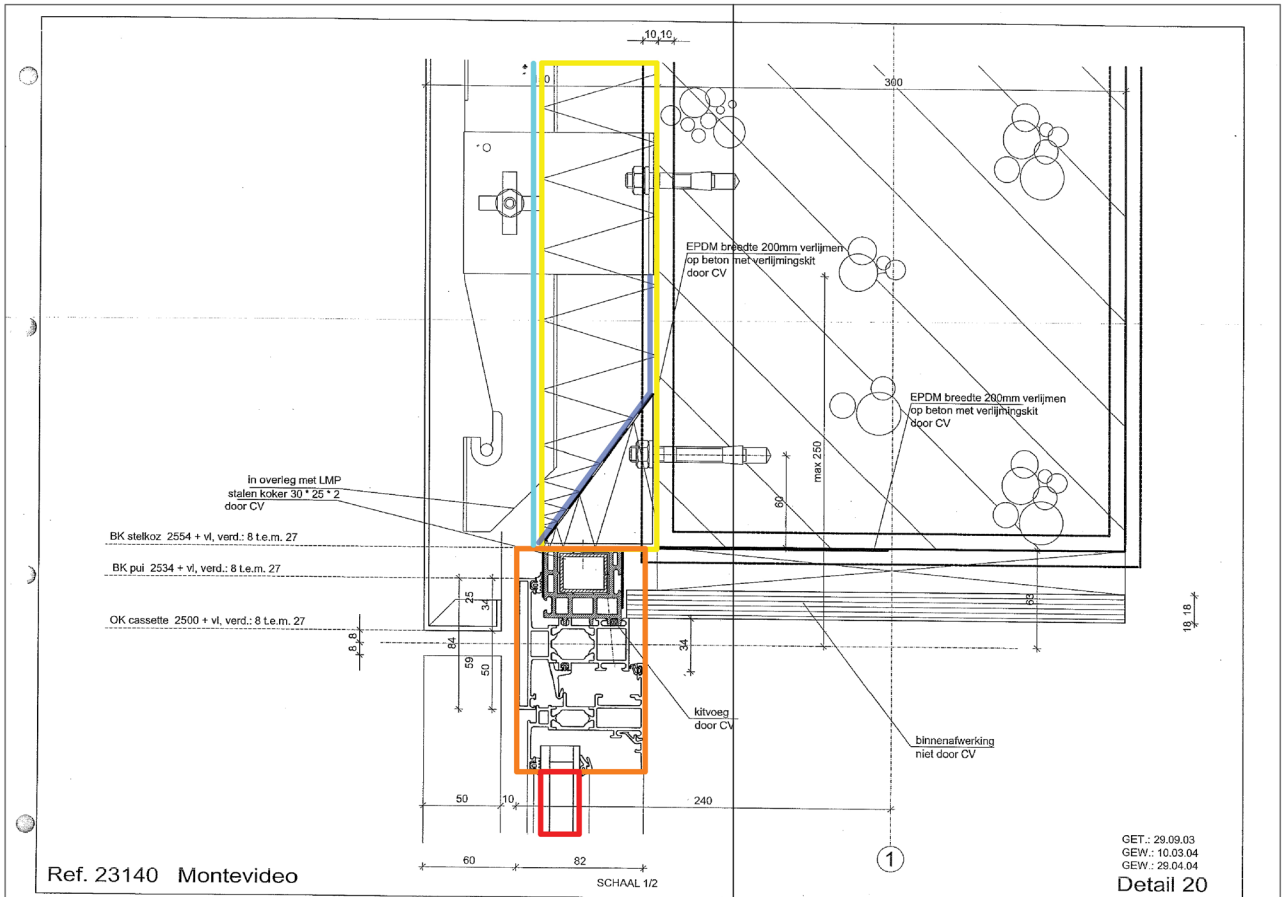 10 10
300
EPDM breedte 200mm verlijmen
op beton met verlijmingskit
door CV
EPDM breedte 200mm verlijmen
op beton met verlijmingskit
door CV
max 250
60
in overleg met LMP
stalen koker 30 * 25 * 2
door CV
BK stelkoz 2554 + vl, verd.: 8 t.e.m. 27
BK pui 2534 + vl, verd.: 8 t.e.m. 27
OK cassette 2500 + vl, verd.: 8 t.e.m. 27
25
34
8 8
84
59
50
34
63
18 18
kitvoeg
door CV
binnenafwerking
niet door CV
50
10
240
60
82
1
SCHAAL 1/2
Ref. 23140 Montevideo
GET.: 29.09.03
GEW.: 10.03.04
GEW.: 29.04.04
Detail 20